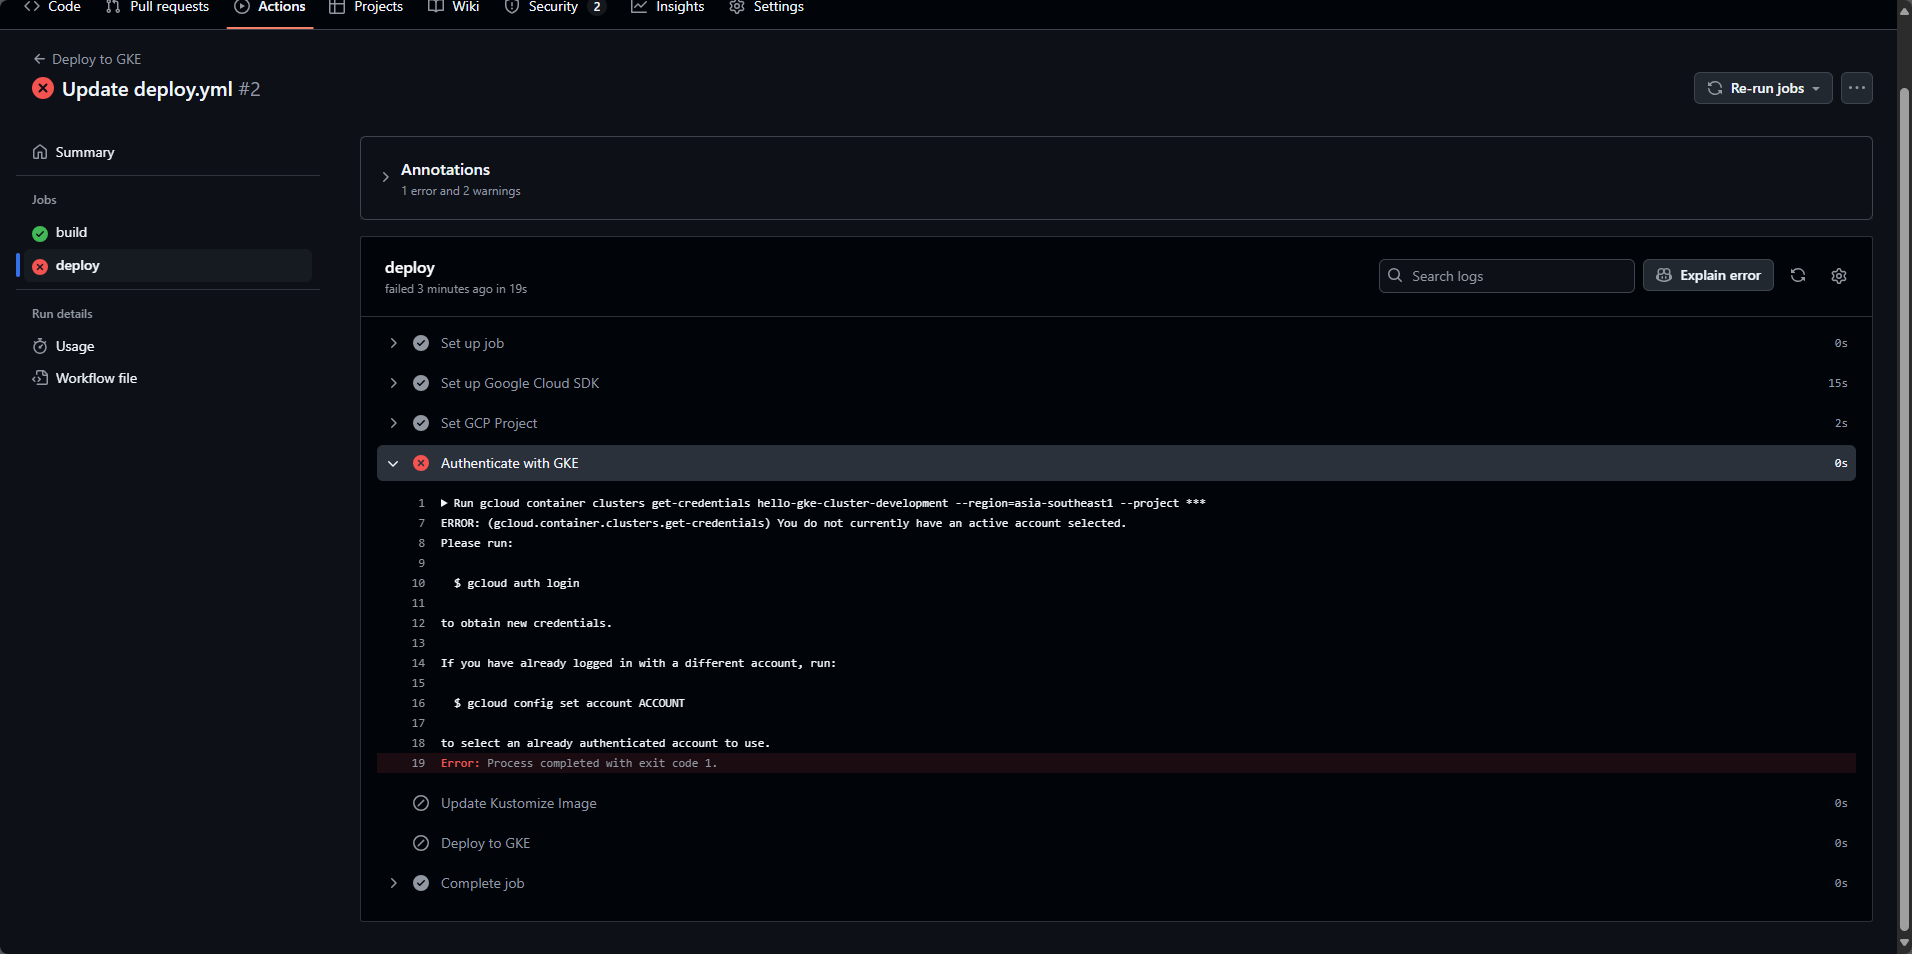 Code Pull requests Actions Projects Wiki Security 2 Insights Settings
Deploy to GKE
Update deploy.yml #2
Re-run jobs
Summary
Jobs
build
deploy
Run details
Usage
Workflow file
Annotations
1 error and 2 warnings
deploy
failed 3 minutes ago in 19s
Search logs
Explain error
Set up job 0s
Set up Google Cloud SDK 15s
Set GCP Project 2s
Authenticate with GKE 0s
1 Run gcloud container clusters get-credentials hello-gke-cluster-development --region=asia-southeast1 --project ***
7 ERROR: (gcloud.container.clusters.get-credentials) You do not currently have an active account selected.
8 Please run:
9
10 $ gcloud auth login
11
12 to obtain new credentials.
13
14 If you have already logged in with a different account, run:
15
16 $ gcloud config set account ACCOUNT
17
18 to select an already authenticated account to use.
19 Error: Process completed with exit code 1.
Update Kustomize Image 0s
Deploy to GKE 0s
Complete job 0s